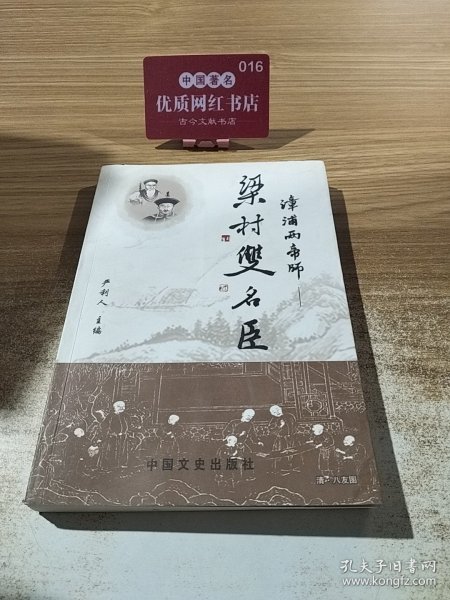 016
中国著名
优质网红书店
古今文献书店
漳浦两帝师——
梁村雙名臣
严利人 主编
中国文史出版社
清·八友图
孔夫子旧书网
www.kongfz.com